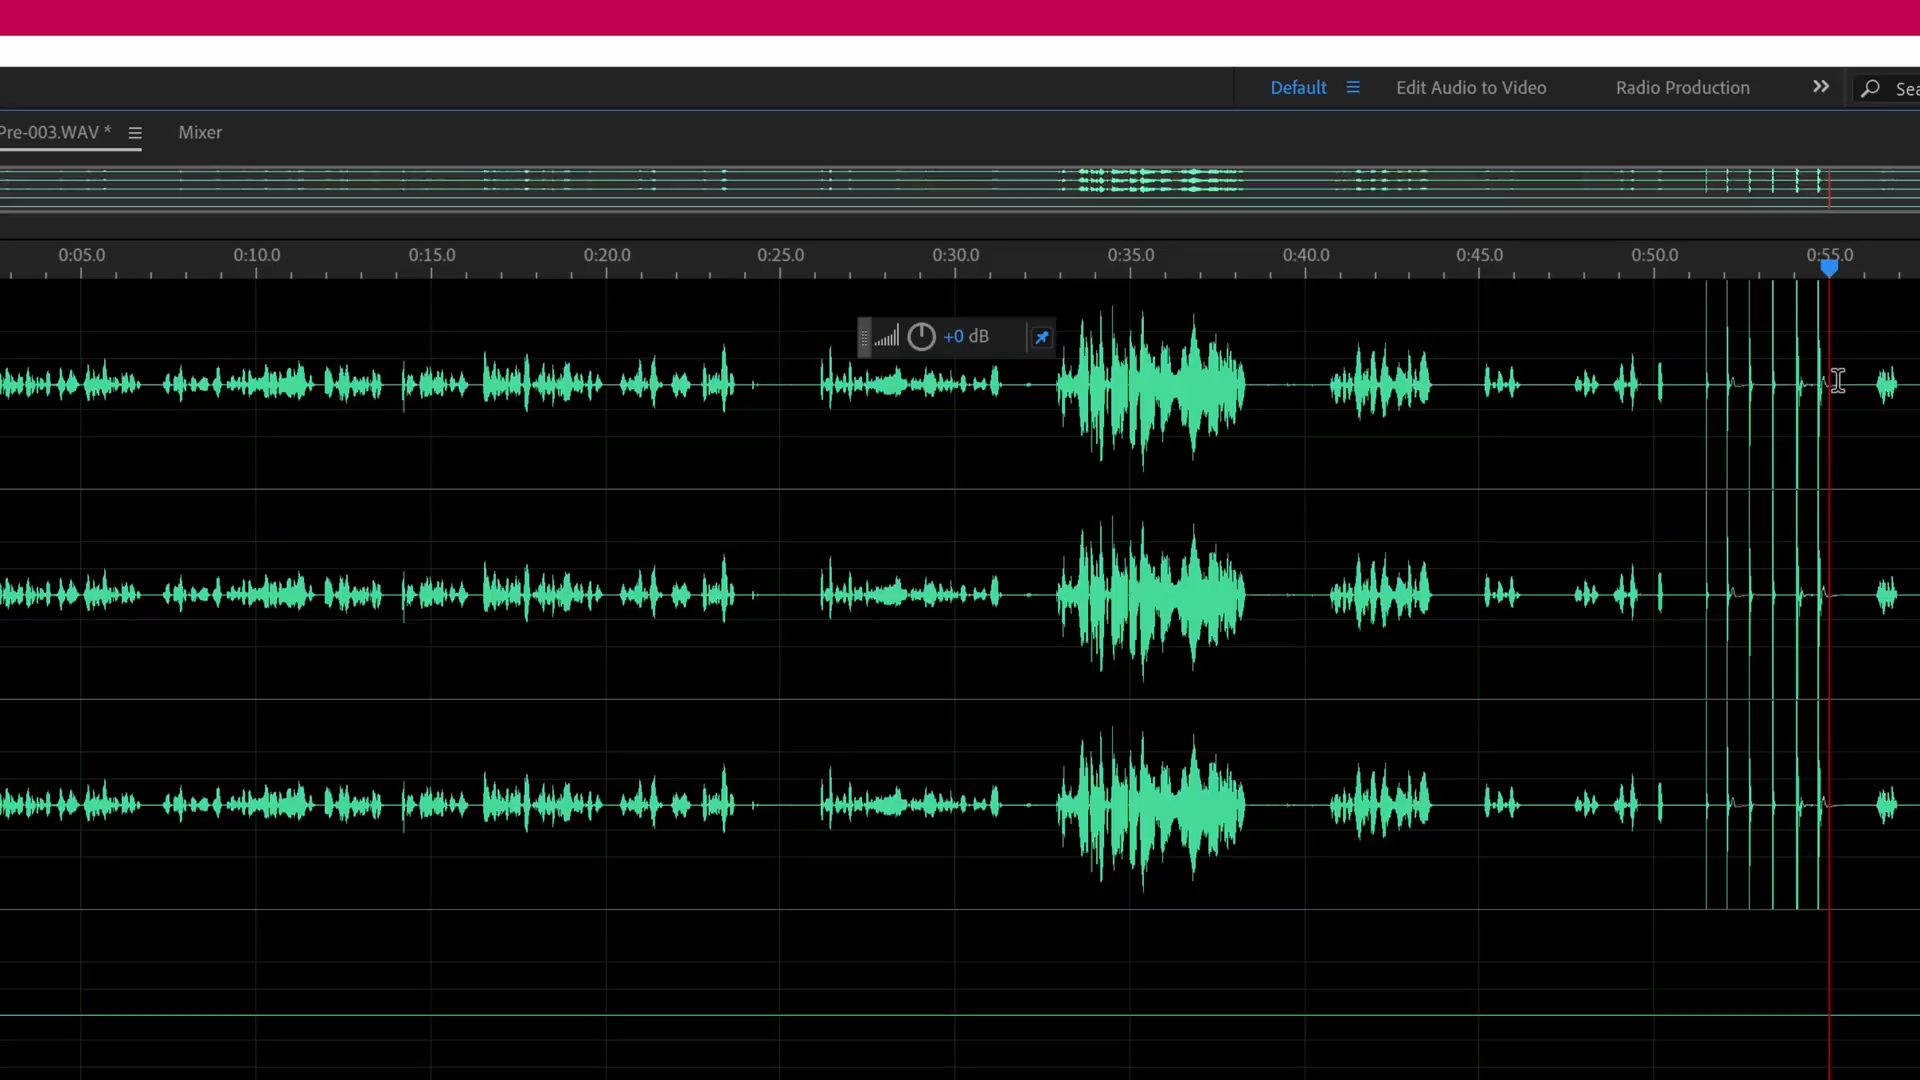 Default Edit Audio to Video Radio Production
Pre-003.WAV * Mixer
0:05.0 0:10.0 0:15.0 0:20.0 0:25.0 0:30.0 0:35.0 0:40.0 0:45.0 0:50.0 0:55.0
+0 dB